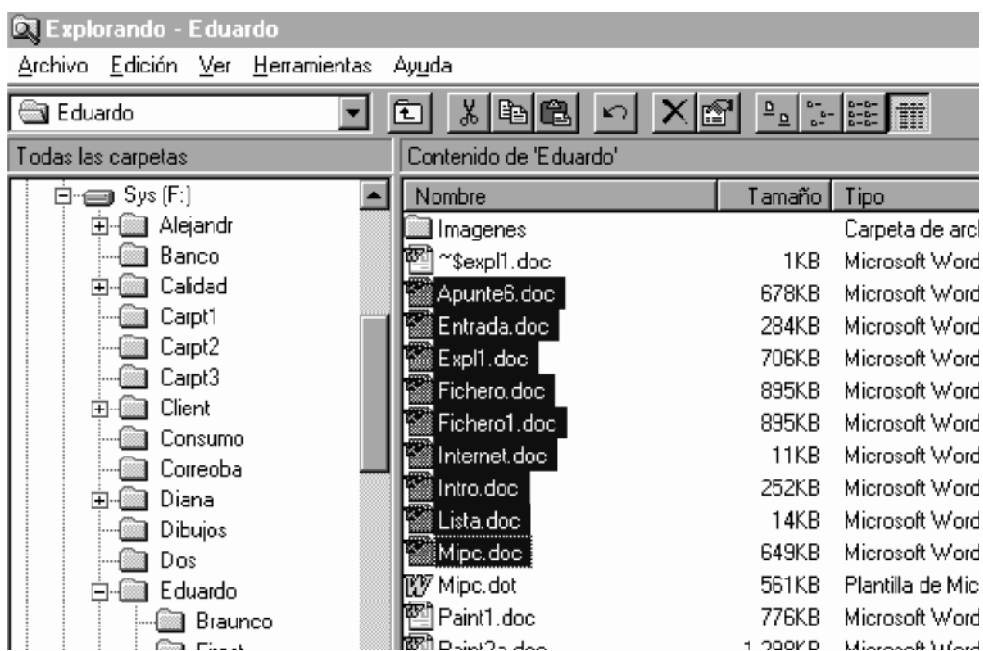 Explorando - Eduardo
Archivo Edición Ver Herramientas Ayuda
Eduardo
Todas las carpetas
Contenido de 'Eduardo'
Sys (F:)
Alejandr
Banco
Calidad
Carpt1
Carpt2
Carpt3
Client
Consumo
Correoba
Diana
Dibujos
Dos
Eduardo
Braunco
Nombre Tamaño Tipo
Imagenes Carpeta de arc
~$expl1.doc 1KB Microsoft Word
Apunte6.doc 678KB Microsoft Word
Entrada.doc 284KB Microsoft Word
Expl1.doc 706KB Microsoft Word
Fichero.doc 895KB Microsoft Word
Fichero1.doc 895KB Microsoft Word
Internet.doc 11KB Microsoft Word
Intro.doc 252KB Microsoft Word
Lista.doc 14KB Microsoft Word
Mipc.doc 649KB Microsoft Word
Mipc.dot 561KB Plantilla de Mic
Paint1.doc 776KB Microsoft Word